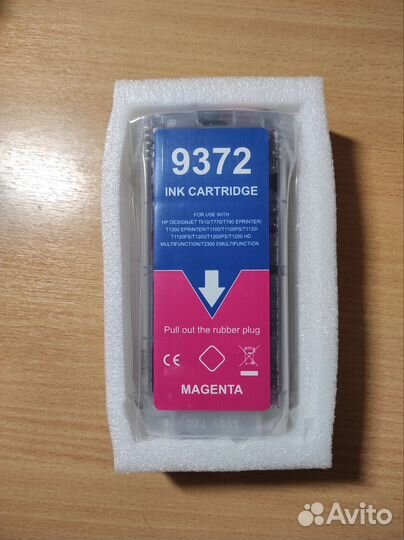 9372
INK CARTRIDGE
FOR USE WITH
HP DESIGNJET T610/T770/T790 EPRINTER/
T1300 EPRINTER/T1100/T1100PS/T1120/
T1120PS/T1200/T1200PS/T1200 HD
MULTIFUNCTION/T2300 EMULTIFUNCTION
Pull out the rubber plug
CE
MAGENTA
Avito